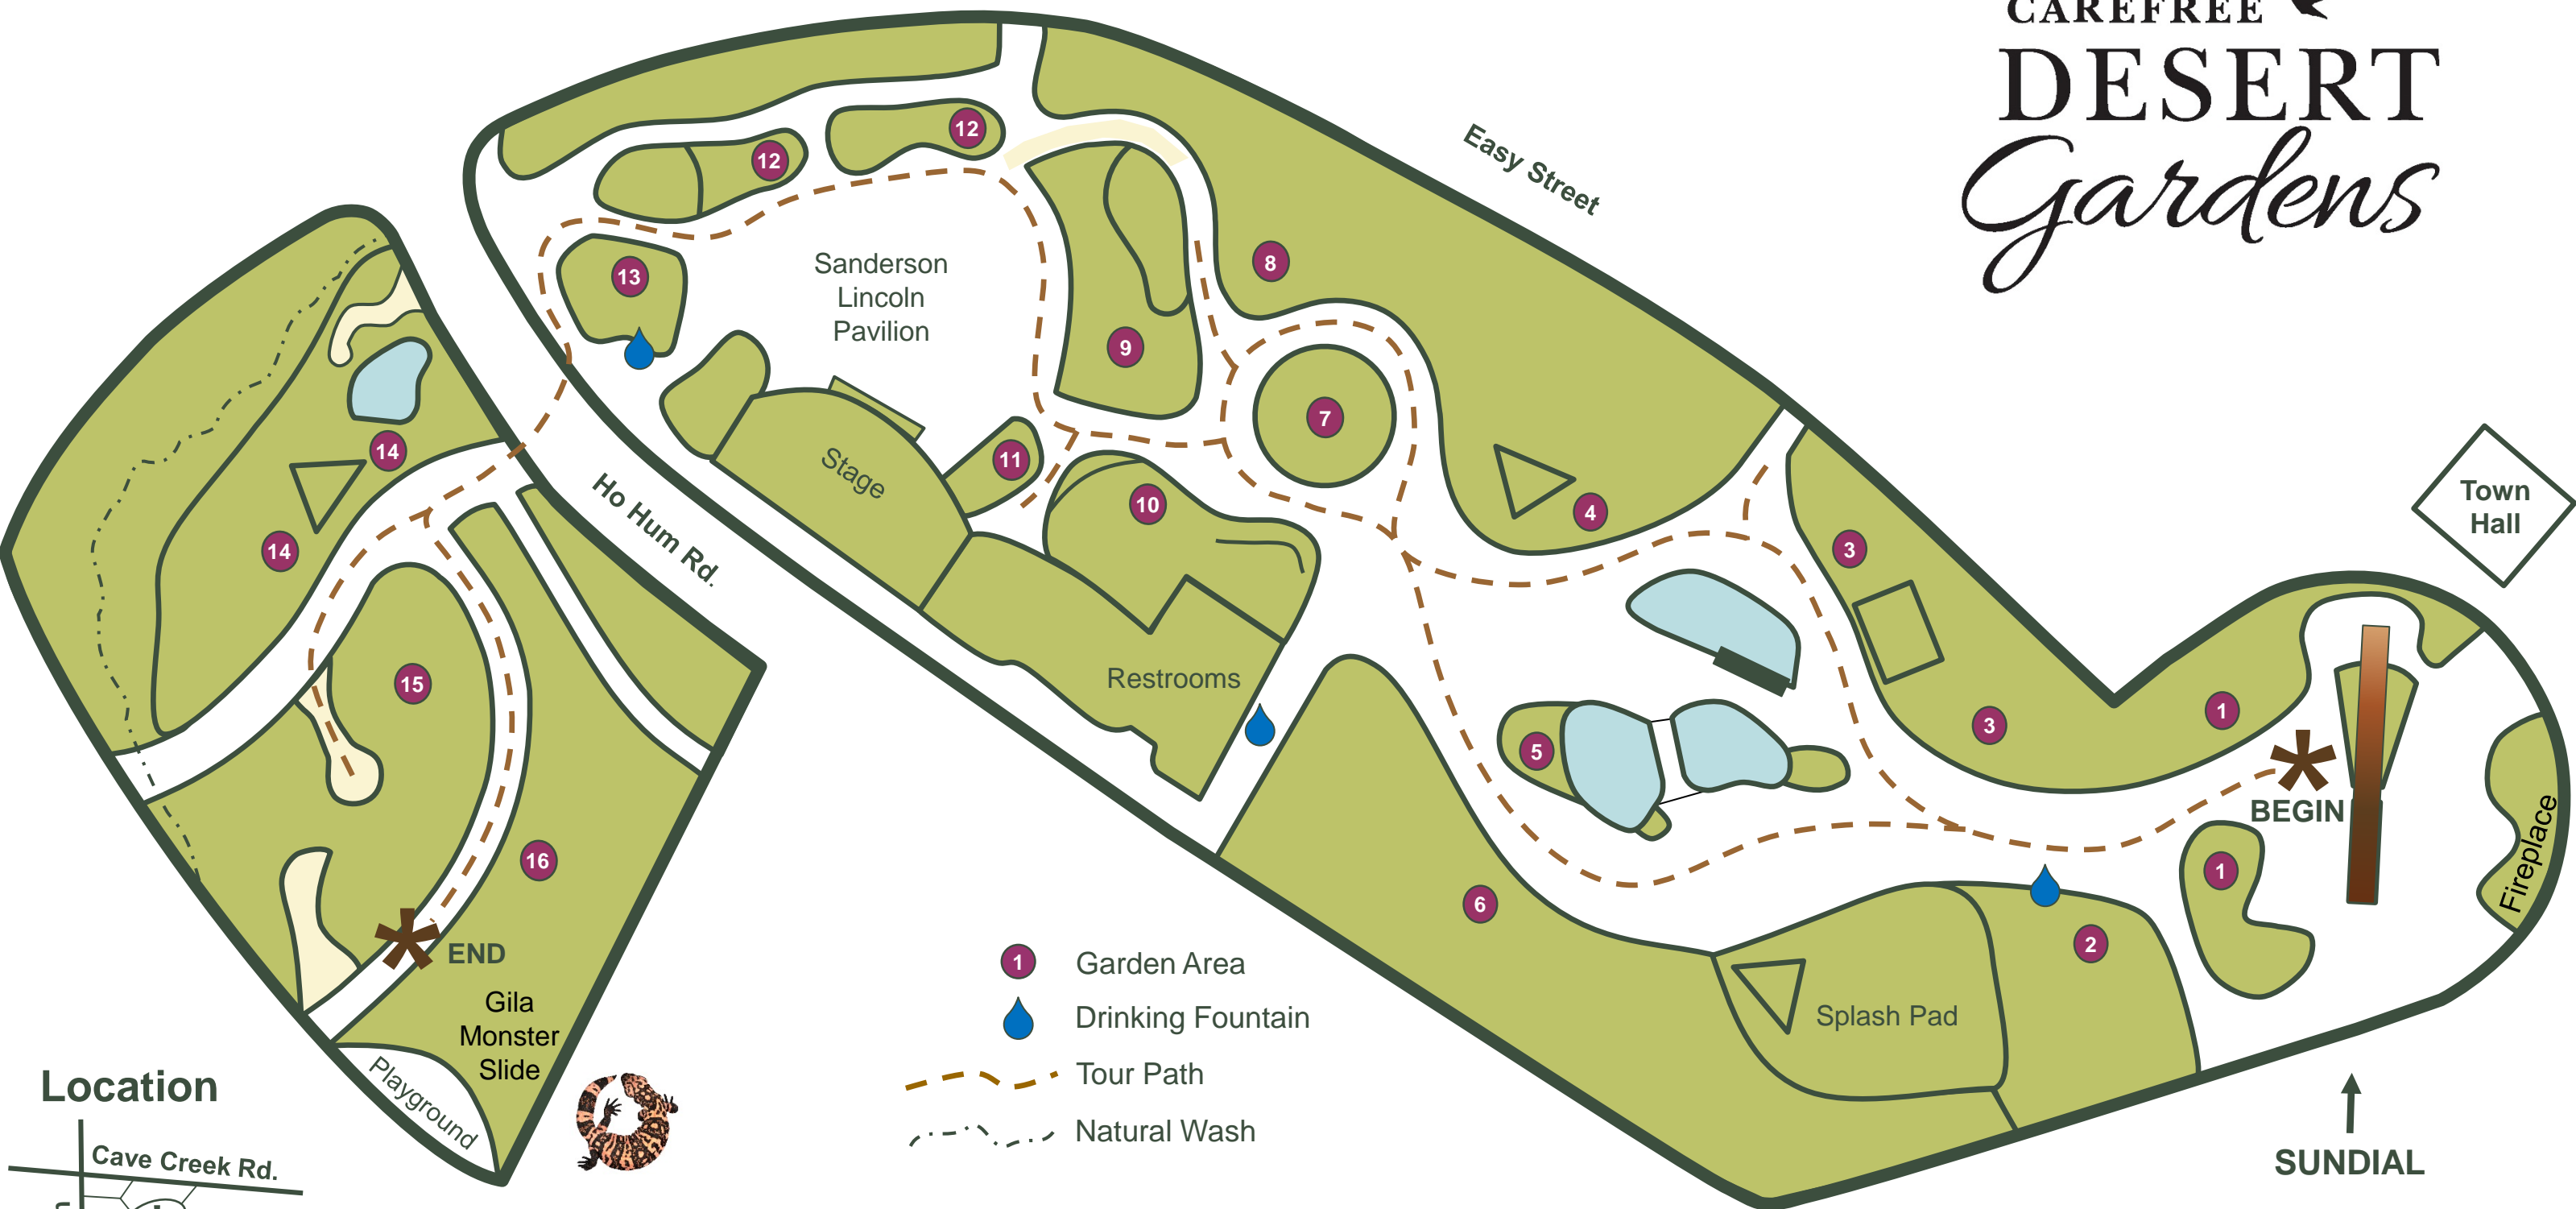 CAREFREE
DESERT
Gardens
Easy Street
12
12
8
13
Sanderson
Lincoln
Pavilion
9
7
14
11
Stage
10
4
Town
Hall
Ho Hum Rd.
3
14
15
Restrooms
1
3
5
BEGIN
Fireplace
16
1
6
2
END
1 Garden Area
Drinking Fountain
Tour Path
Natural Wash
Gila
Monster
Slide
Splash Pad
Playground
Location
Cave Creek Rd.
SUNDIAL